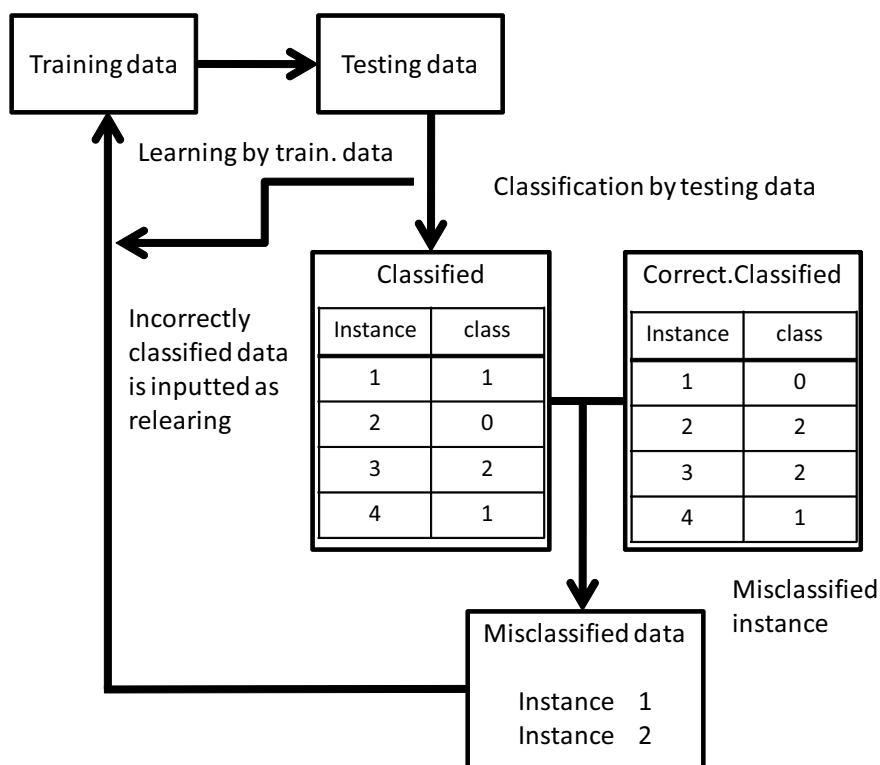 Training data
Testing data
Learning by train. data
Classification by testing data
Incorrectly
classified data
is inputted as
relearing
Classified
Instance class
1 1
2 0
3 2
4 1
Correct.Classified
Instance class
1 0
2 2
3 2
4 1
Misclassified
instance
Misclassified data
Instance 1
Instance 2